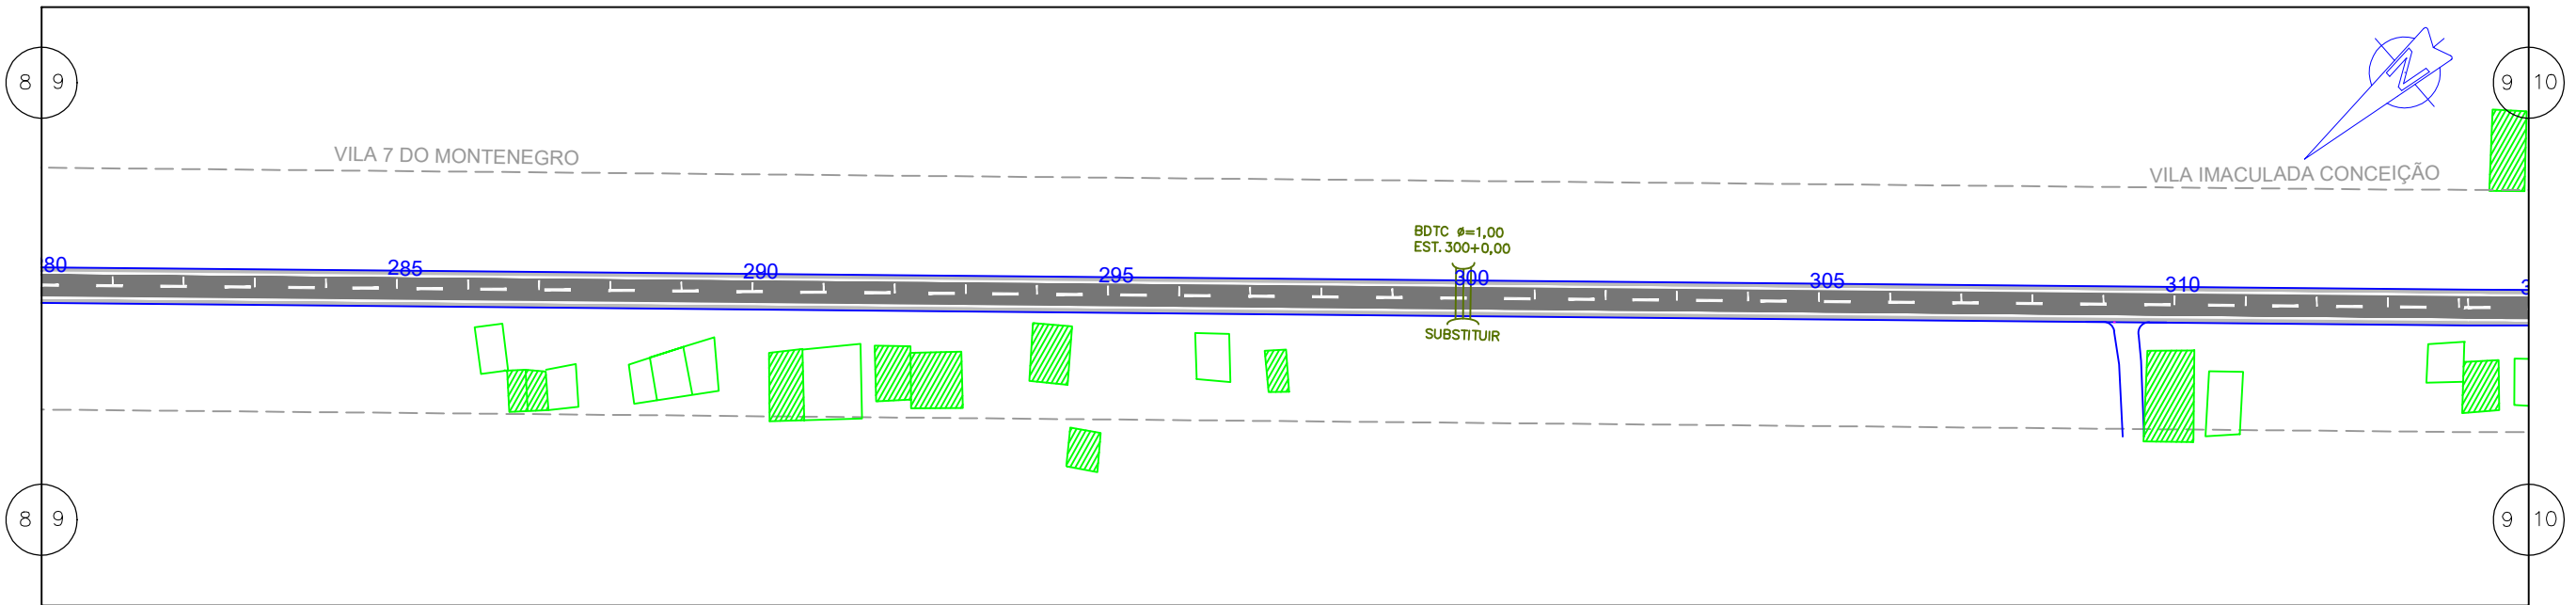 8 9
9 10
VILA 7 DO MONTENEGRO
VILA IMACULADA CONCEIÇÃO
N
BDTC ø=1,00
EST. 300+0,00
80
285
290
295
300
305
310
SUBSTITUIR
8 9
9 10